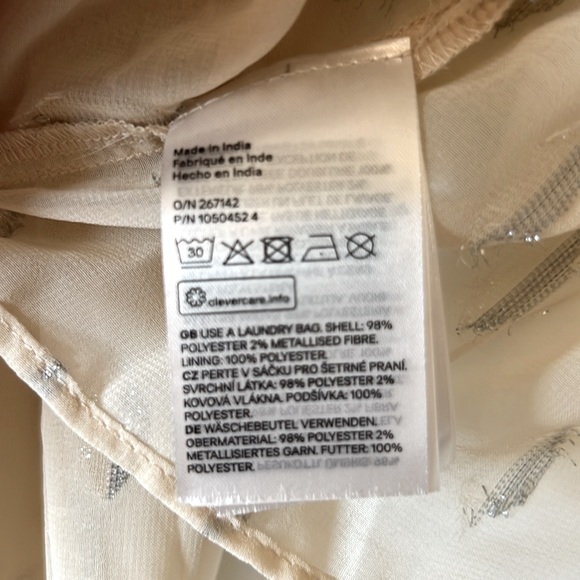 Made in India
Fabriqué en Inde
Hecho en India
O/N 267142
P/N 1050452 4
30
clevercare.info
GB USE A LAUNDRY BAG. SHELL: 98%
POLYESTER 2% METALLISED FIBRE.
LINING: 100% POLYESTER.
CZ PERTE V SÁČKU PRO ŠETRNÉ PRANÍ.
SVRCHNÍ LÁTKA: 98% POLYESTER 2%
KOVOVÁ VLÁKNA. PODŠÍVKA: 100%
POLYESTER.
DE WÄSCHEBEUTEL VERWENDEN.
OBERMATERIAL: 98% POLYESTER 2%
METALLISIERTES GARN. FUTTER: 100%
POLYESTER.